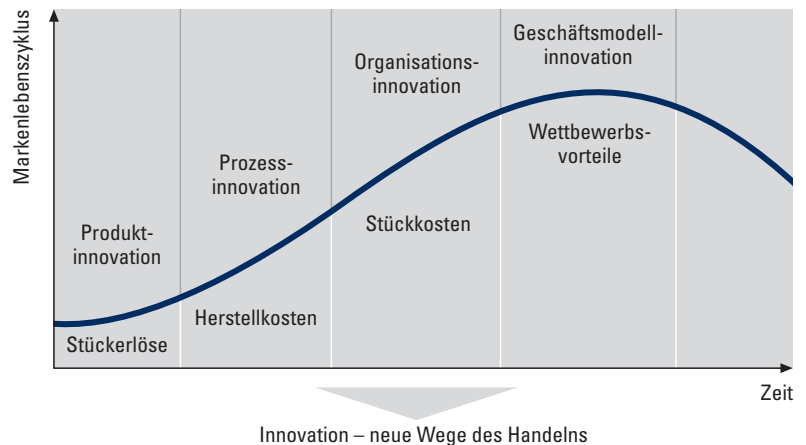 Markenlebenszyklus
Produkt-
innovation
Stückerlöse
Prozess-
innovation
Herstellkosten
Organisations-
innovation
Stückkosten
Geschäftsmodell-
innovation
Wettbewerbs-
vorteile
Zeit
Innovation – neue Wege des Handelns